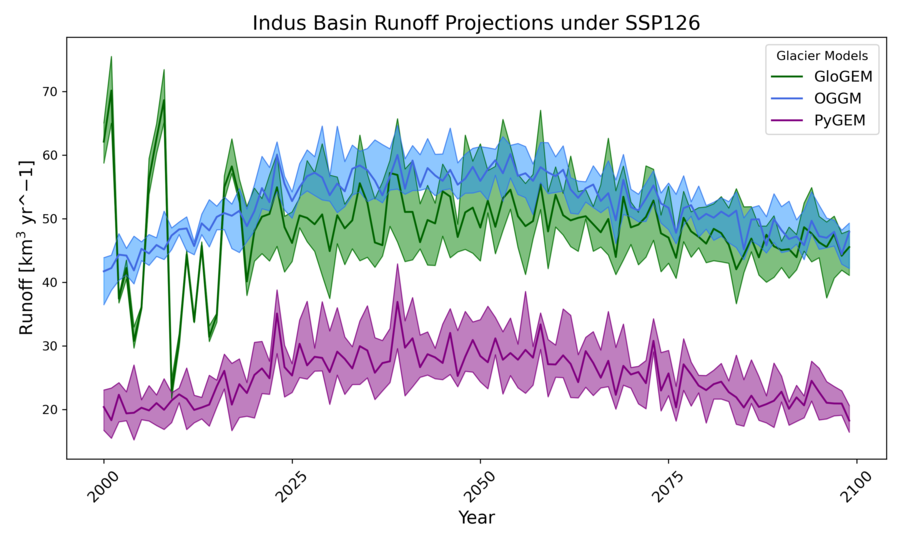 Indus Basin Runoff Projections under SSP126
Glacier Models
GloGEM
OGGM
PyGEM
Runoff [km³ yr^−1]
70
60
50
40
30
20
2000
2025
2050
2075
2100
Year